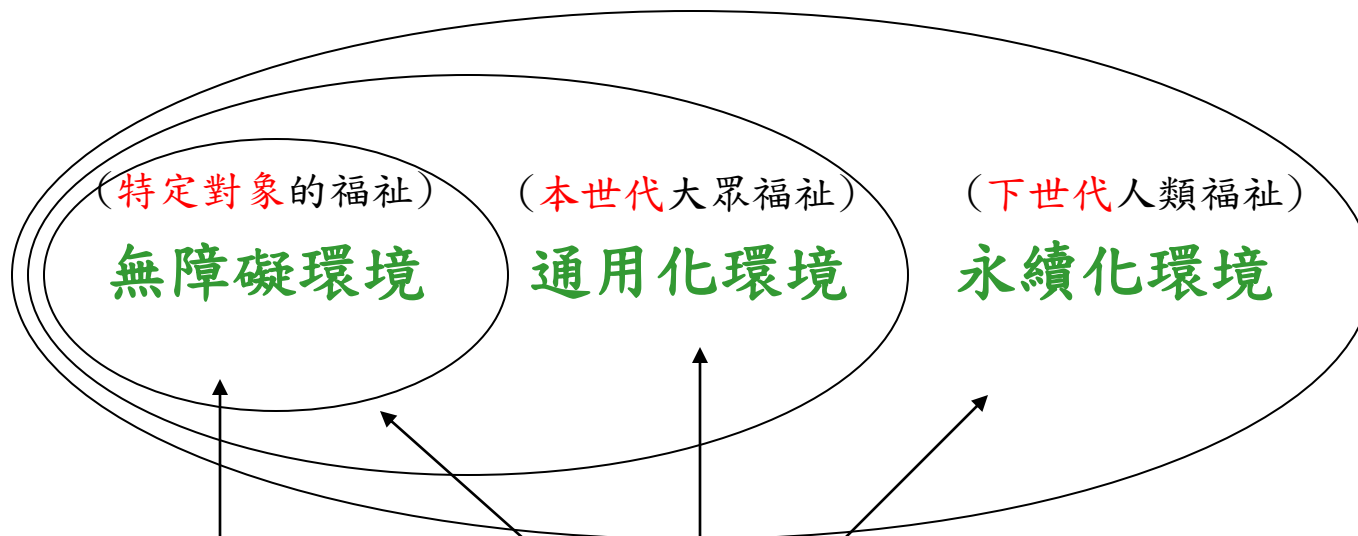 （特定對象的福祉）
（本世代大眾福祉）
（下世代人類福祉）
無障礙環境
通用化環境
永續化環境